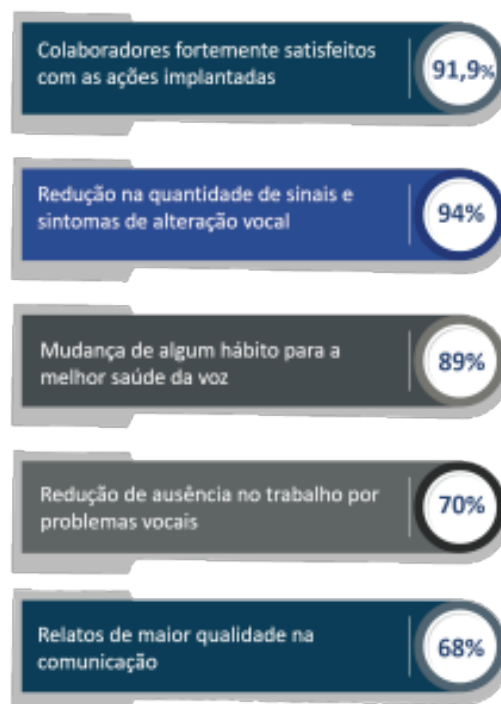 Colaboradores fortemente satisfeitos
com as ações implantadas
91,9%
Redução na quantidade de sinais e
sintomas de alteração vocal
94%
Mudança de algum hábito para a
melhor saúde da voz
89%
Redução de ausência no trabalho por
problemas vocais
70%
Relatos de maior qualidade na
comunicação
68%